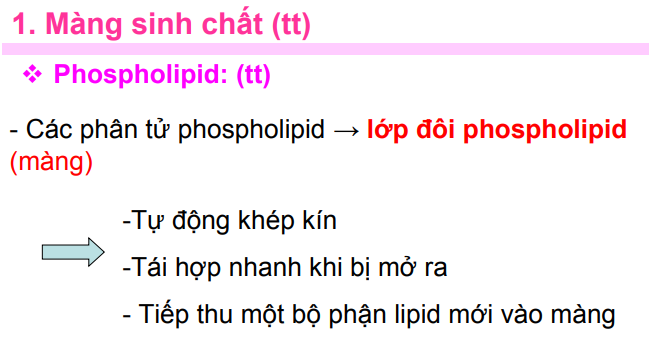 1. Màng sinh chất (tt)
❖ Phospholipid: (tt)
- Các phân tử phospholipid → lớp đôi phospholipid
(màng)
-Tự động khép kín
-Tái hợp nhanh khi bị mở ra
- Tiếp thu một bộ phận lipid mới vào màng